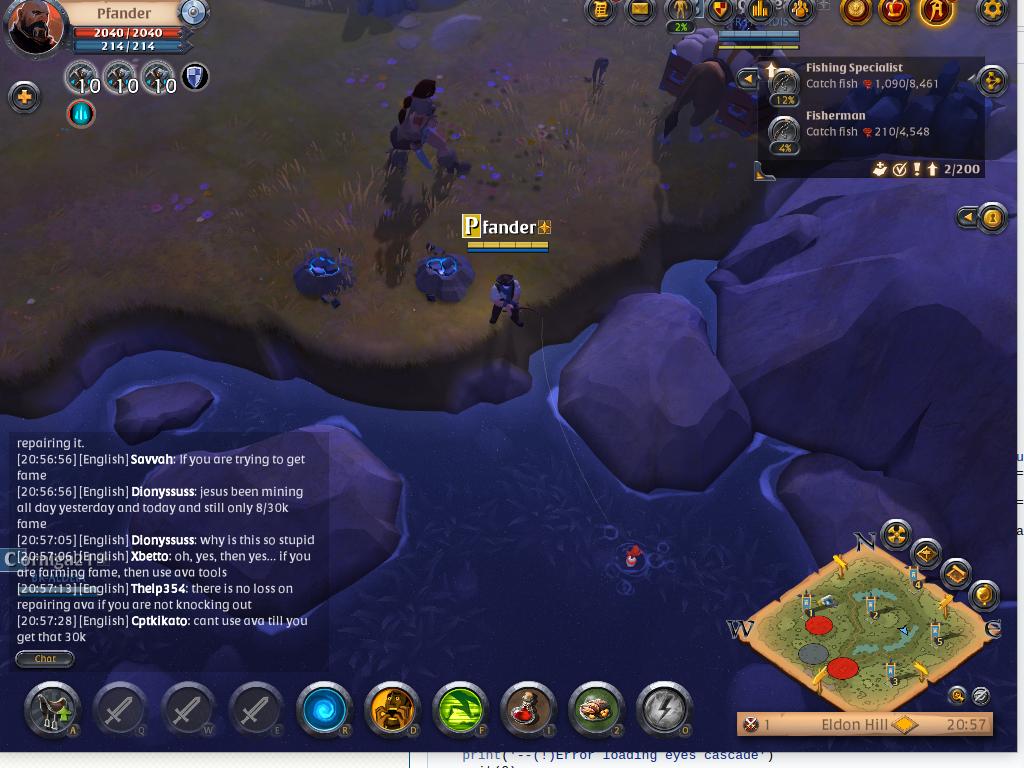 Pfander
2040 / 2040
214 / 214
10
10
10
2%
Fishing Specialist
Catch fish 1,090/8,461
12%
Fisherman
Catch fish 210/4,548
4%
2/200
Pfander
repairing it.
[20:56:56] [English] Savvah: If you are trying to get
fame
[20:56:56] [English] Dionyssuss: jesus been mining
all day yesterday and today and still only 8/30k
fame
[20:57:05] [English] Dionyssuss: why is this so stupid
[20:57:06] [English] Xbetto: oh, yes, then yes... if you
are farming fame, then use ava tools
[20:57:13] [English] Thelp354: there is no loss on
repairing ava if you are not knocking out
[20:57:28] [English] Cptkikato: cant use ava till you
get that 30k
Chat
A
Q
W
E
R
D
F
1
2
O
N
W
E
1
2
3
4
5
1
Eldon Hill
20:57
print('--(!)Error loading eyes cascade')